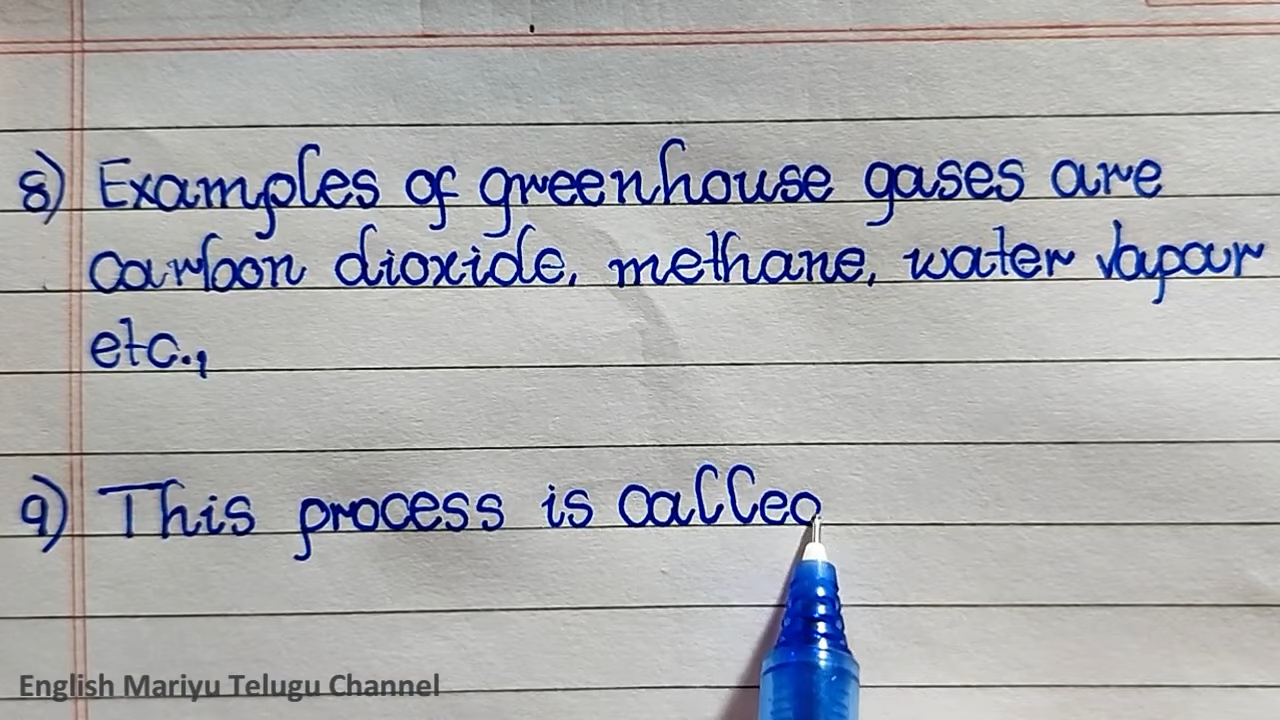 8) Examples of greenhouse gases are
carbon dioxide, methane, water vapour
etc.,
9) This process is calle
English Mariyu Telugu Channel